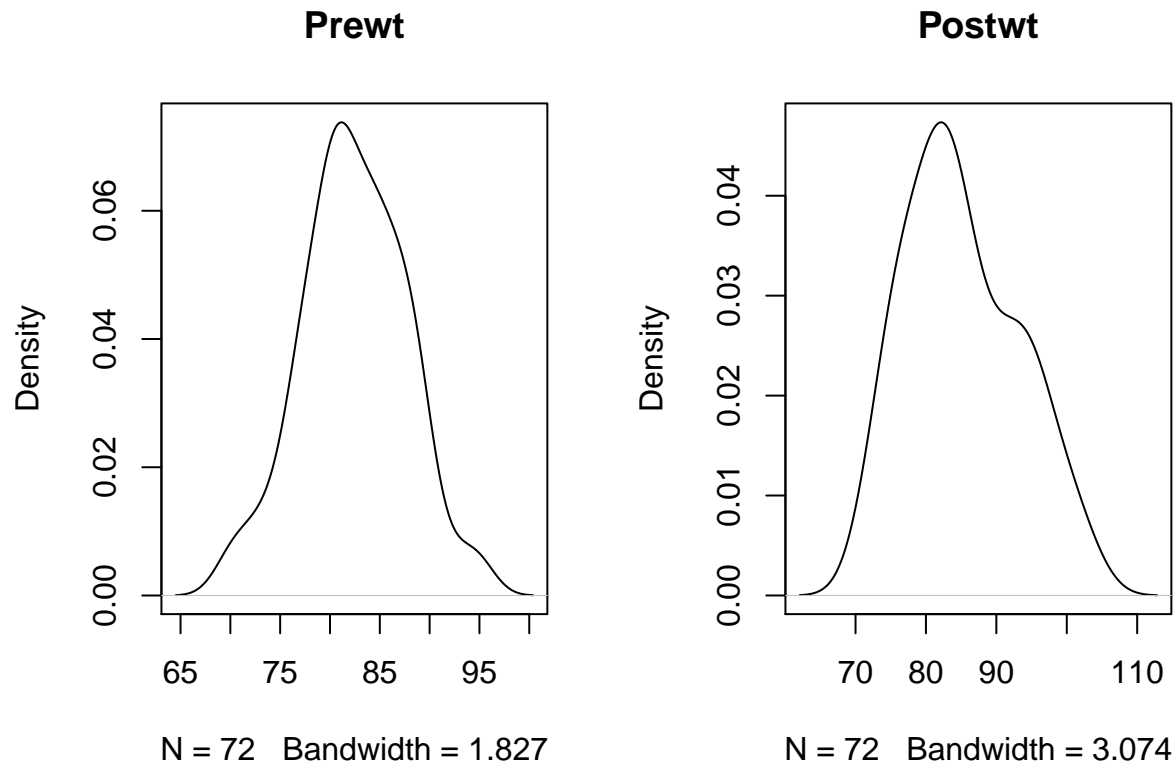 Prewt
Density
0.00
0.02
0.04
0.06
65
75
85
95
N = 72 Bandwidth = 1.827
Postwt
Density
0.00
0.01
0.02
0.03
0.04
70
80
90
110
N = 72 Bandwidth = 3.074